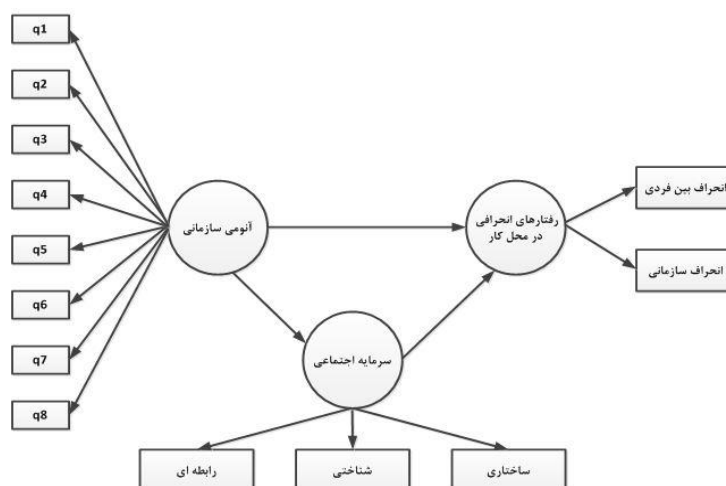 q1
q2
q3
q4
q5
q6
q7
q8
آنومی سازمانی
رفتارهای انحرافی
در محل کار
انحراف بین فردی
انحراف سازمانی
سرمایه اجتماعی
رابطه ای
شناختی
ساختاری